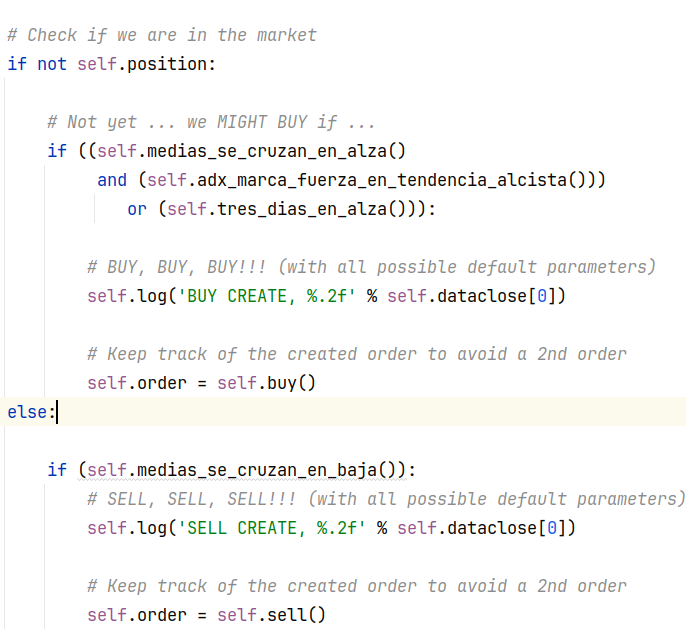 # Check if we are in the market
if not self.position:
# Not yet ... we MIGHT BUY if ...
if ((self.medias_se_cruzan_en_alza()
and (self.adx_marca_fuerza_en_tendencia_alcista()))
or (self.tres_dias_en_alza())):
# BUY, BUY, BUY!!! (with all possible default parameters)
self.log('BUY CREATE, %.2f' % self.dataclose[0])
# Keep track of the created order to avoid a 2nd order
self.order = self.buy()
else:
if (self.medias_se_cruzan_en_baja()):
# SELL, SELL, SELL!!! (with all possible default parameters)
self.log('SELL CREATE, %.2f' % self.dataclose[0])
# Keep track of the created order to avoid a 2nd order
self.order = self.sell()